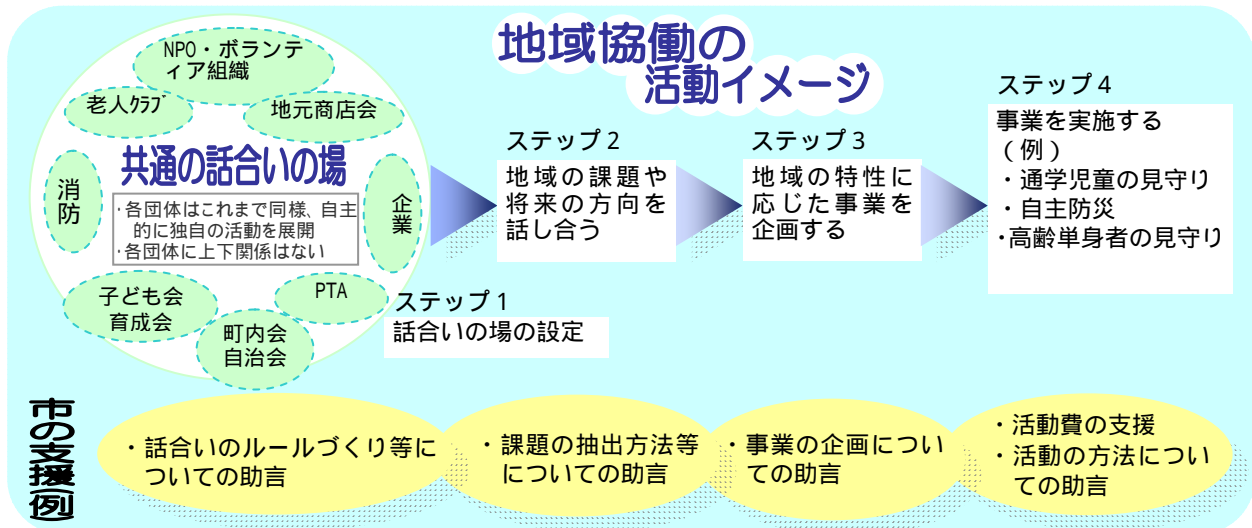 地域協働の
活動イメージ
NPO・ボランテ
ィア組織
老人ｸﾗﾌﾞ
地元商店会
共通の話合いの場
消
防
企
業
・各団体はこれまで同様、自主
的に独自の活動を展開
・各団体に上下関係はない
子ども会
育成会
PTA
町内会
自治会
ステップ１
話合いの場の設定
ステップ２
地域の課題や
将来の方向を
話し合う
ステップ３
地域の特性に
応じた事業を
企画する
ステップ４
事業を実施する
（例）
・通学児童の見守り
・自主防災
・高齢単身者の見守り
市の支援例
・話合いのルールづくり等に
ついての助言
・課題の抽出方法等
についての助言
・事業の企画につい
ての助言
・活動費の支援
・活動の方法につい
ての助言